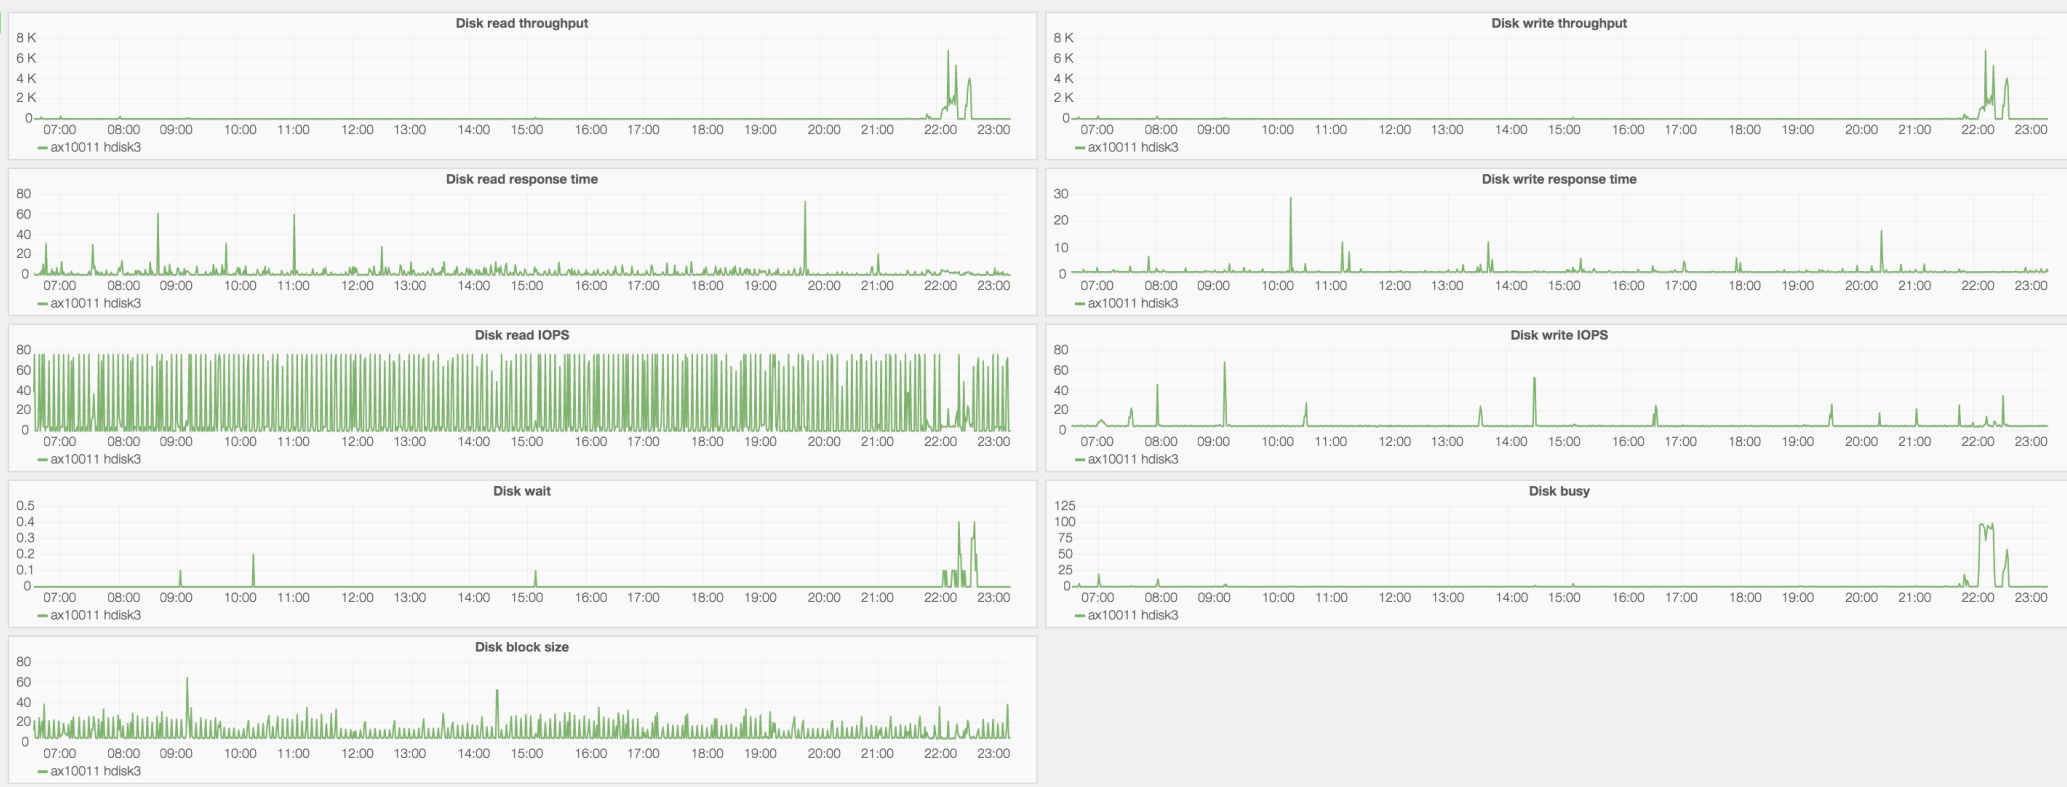 Disk read throughput
8 K
6 K
4 K
2 K
0
07:00 08:00 09:00 10:00 11:00 12:00 13:00 14:00 15:00 16:00 17:00 18:00 19:00 20:00 21:00 22:00 23:00
ax10011 hdisk3
Disk write throughput
8 K
6 K
4 K
2 K
0
07:00 08:00 09:00 10:00 11:00 12:00 13:00 14:00 15:00 16:00 17:00 18:00 19:00 20:00 21:00 22:00 23:00
ax10011 hdisk3
Disk read response time
80
60
40
20
0
07:00 08:00 09:00 10:00 11:00 12:00 13:00 14:00 15:00 16:00 17:00 18:00 19:00 20:00 21:00 22:00 23:00
ax10011 hdisk3
Disk write response time
30
20
10
0
07:00 08:00 09:00 10:00 11:00 12:00 13:00 14:00 15:00 16:00 17:00 18:00 19:00 20:00 21:00 22:00 23:00
ax10011 hdisk3
Disk read IOPS
80
60
40
20
0
07:00 08:00 09:00 10:00 11:00 12:00 13:00 14:00 15:00 16:00 17:00 18:00 19:00 20:00 21:00 22:00 23:00
ax10011 hdisk3
Disk write IOPS
80
60
40
20
0
07:00 08:00 09:00 10:00 11:00 12:00 13:00 14:00 15:00 16:00 17:00 18:00 19:00 20:00 21:00 22:00 23:00
ax10011 hdisk3
Disk wait
0.5
0.4
0.3
0.2
0.1
0
07:00 08:00 09:00 10:00 11:00 12:00 13:00 14:00 15:00 16:00 17:00 18:00 19:00 20:00 21:00 22:00 23:00
ax10011 hdisk3
Disk busy
125
100
75
50
25
0
07:00 08:00 09:00 10:00 11:00 12:00 13:00 14:00 15:00 16:00 17:00 18:00 19:00 20:00 21:00 22:00 23:00
ax10011 hdisk3
Disk block size
80
60
40
20
0
07:00 08:00 09:00 10:00 11:00 12:00 13:00 14:00 15:00 16:00 17:00 18:00 19:00 20:00 21:00 22:00 23:00
ax10011 hdisk3